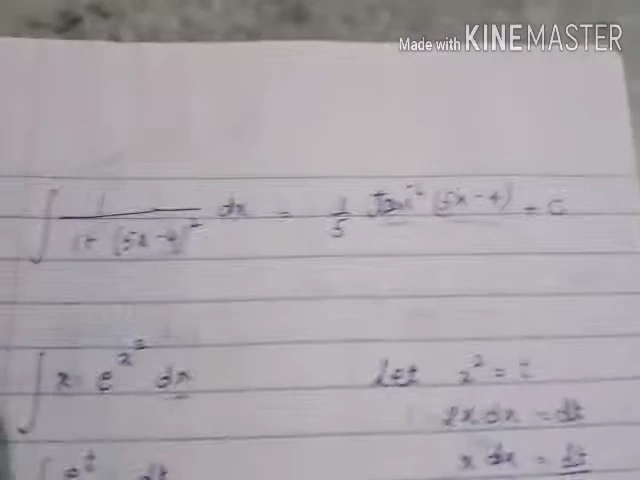 Made with KINEMASTER
∫ 1 / (1 + (5x-4)²) dx = 1/5 Tan⁻¹ (5x-4) + C
∫ x e^(x²) dx Let x² = t
2x dx = dt
∫ e^t dt x dx = dt